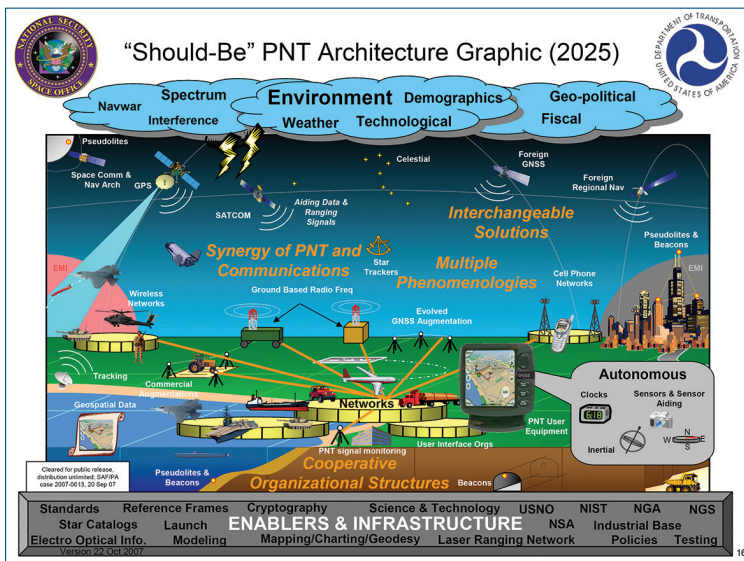 NATIONAL SECURITY
SPACE OFFICE
"Should-Be" PNT Architecture Graphic (2025)
DEPARTMENT OF TRANSPORTATION
UNITED STATES OF AMERICA
Navwar
Spectrum
Interference
Environment
Demographics
Weather
Technological
Geo-political
Fiscal
Pseudolites
Space Comm &
Nav Arch
GPS
SATCOM
Aiding Data &
Ranging
Signals
Celestial
Foreign
GNSS
Foreign
Regional Nav
Interchangeable
Solutions
Synergy of PNT and
Communications
Star
Trackers
Multiple
Phenomenologies
Pseudolites &
Beacons
EMI
EMI
Wireless
Networks
Ground Based Radio Freq
Evolved
GNSS Augmentation
Cell Phone
Networks
Tracking
Commercial
Augmentations
Geospatial Data
Networks
GNSS
PNT User
Equipment
User Interface Orgs
PNT signal monitoring
Autonomous
Clocks
6:18
Sensors & Sensor
Aiding
Inertial
N
W
E
S
Cleared for public release,
distribution unlimited; SAF/PA
case 2007-0613, 20 Sep 07
Pseudolites &
Beacons
Cooperative
Organizational Structures
Beacons
Standards
Reference Frames
Cryptography
Science & Technology
USNO
NIST
NGA
NGS
Star Catalogs
Launch
ENABLERS & INFRASTRUCTURE
NSA
Industrial Base
Electro Optical Info.
Modeling
Mapping/Charting/Geodesy
Laser Ranging Network
Policies
Testing
Version 22 Oct 2007
16